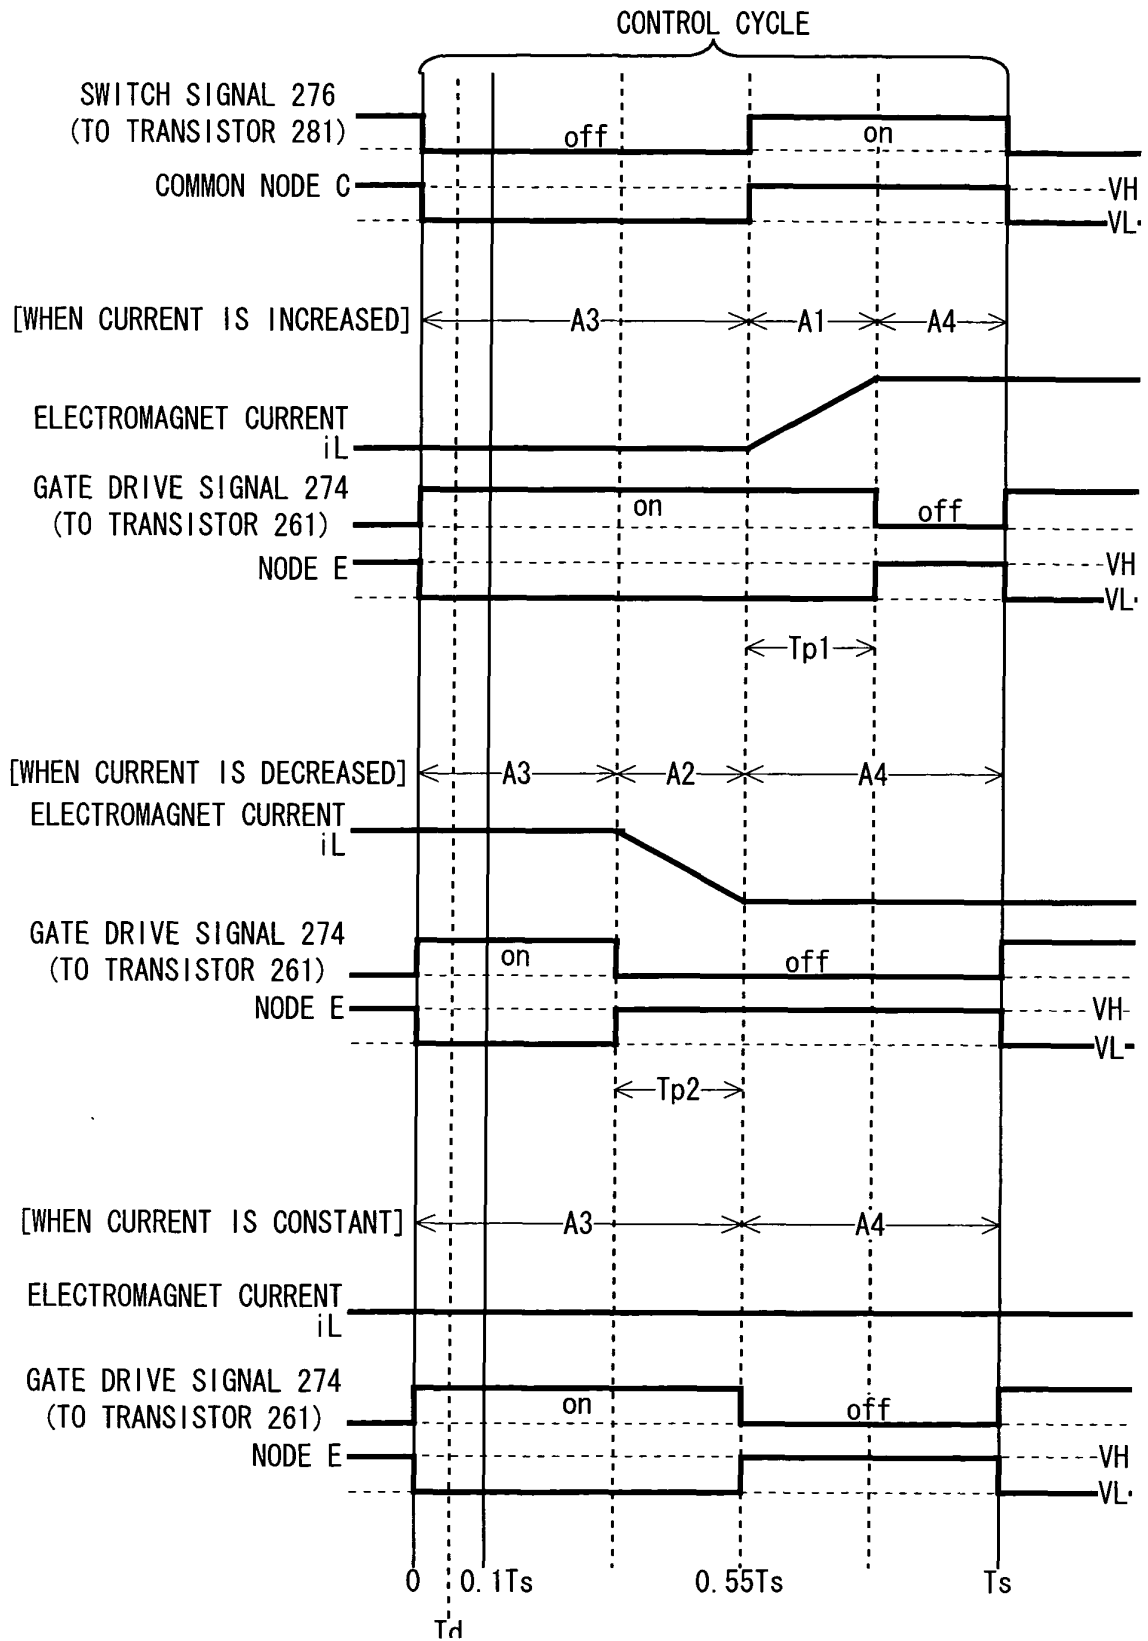 CONTROL CYCLE
SWITCH SIGNAL 276
(TO TRANSISTOR 281)
off
on
COMMON NODE C
VH
VL
[WHEN CURRENT IS INCREASED]
A3
A1
A4
ELECTROMAGNET CURRENT
iL
GATE DRIVE SIGNAL 274
(TO TRANSISTOR 261)
on
off
NODE E
VH
VL
Tp1
[WHEN CURRENT IS DECREASED]
A3
A2
A4
ELECTROMAGNET CURRENT
iL
GATE DRIVE SIGNAL 274
(TO TRANSISTOR 261)
on
off
NODE E
VH
VL
Tp2
[WHEN CURRENT IS CONSTANT]
A3
A4
ELECTROMAGNET CURRENT
iL
GATE DRIVE SIGNAL 274
(TO TRANSISTOR 261)
on
off
NODE E
VH
VL
0
0.1Ts
0.55Ts
Ts
Td